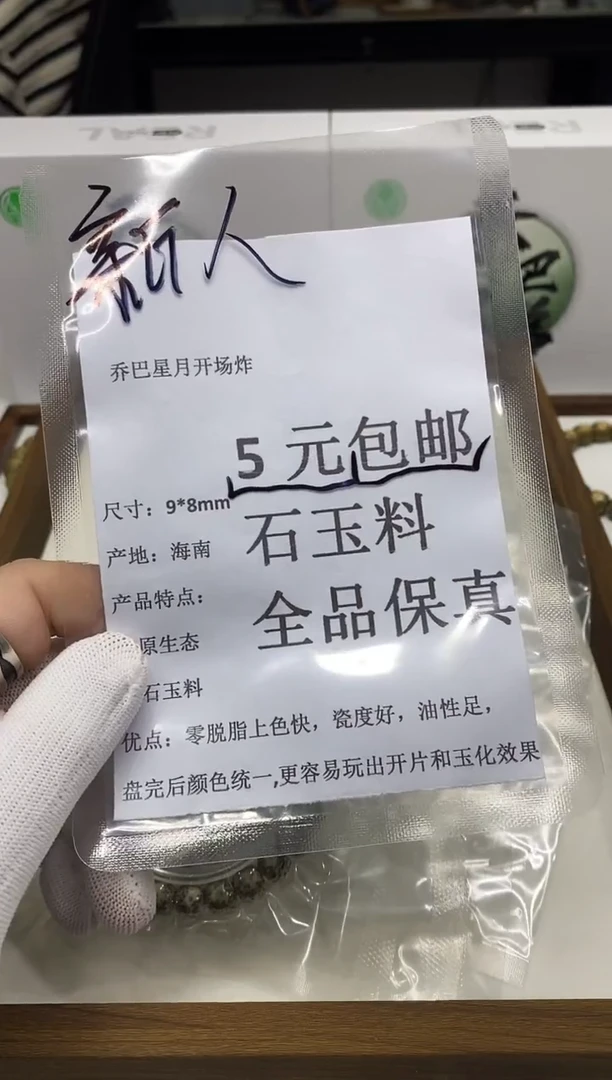 新人
乔巴星月开场炸
5元包邮
尺寸：9*8mm
石玉料
产地：海南
产品特点：
全品保真
原生态
石玉料
优点：零脱脂上色快，瓷度好，油性足，
盘完后颜色统一,更容易玩出开片和玉化效果